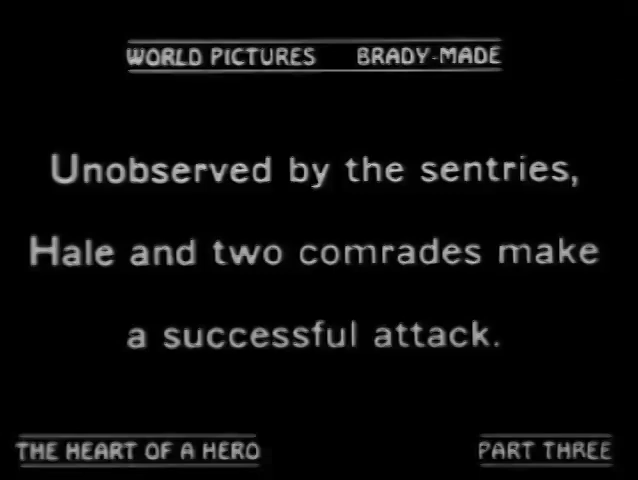 WORLD PICTURES BRADY-MADE
Unobserved by the sentries,
Hale and two comrades make
a successful attack.
THE HEART OF A HERO PART THREE